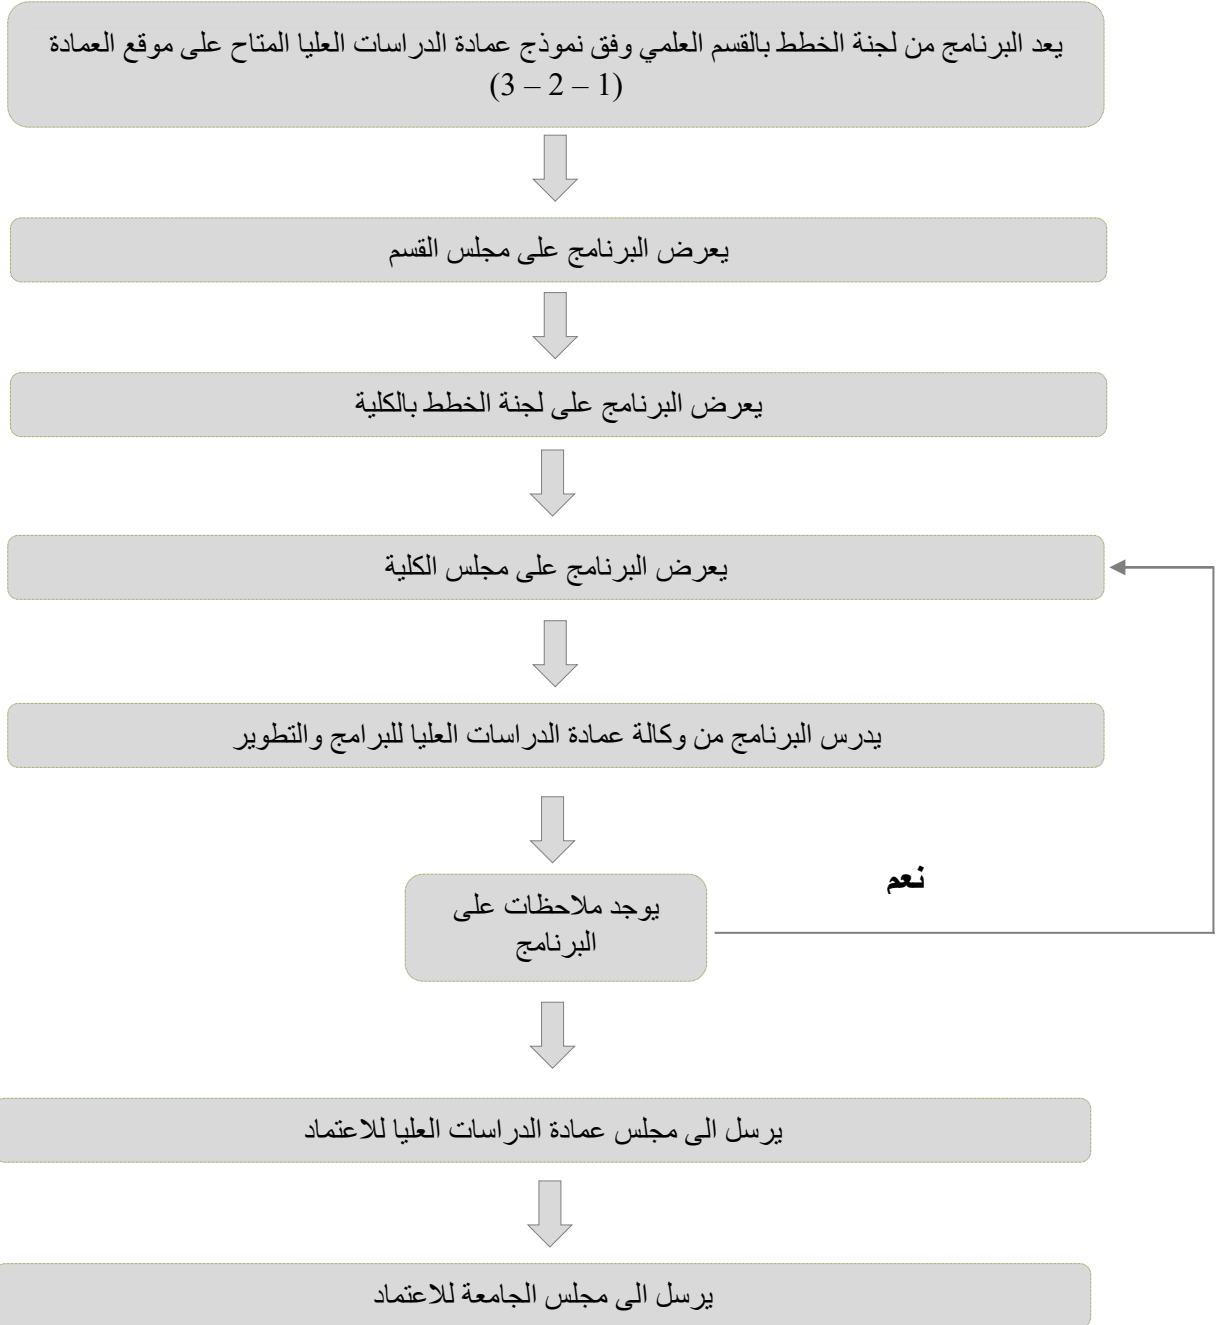 يعد البرنامج من لجنة الخطط بالقسم العلمي وفق نموذج عمادة الدراسات العليا المتاح على موقع العمادة
(1 – 2 – 3)
يعرض البرنامج على مجلس القسم
يعرض البرنامج على لجنة الخطط بالكلية
يعرض البرنامج على مجلس الكلية
يدرس البرنامج من وكالة عمادة الدراسات العليا للبرامج والتطوير
نعم
يوجد ملاحظات على
البرنامج
يرسل الى مجلس عمادة الدراسات العليا للاعتماد
يرسل الى مجلس الجامعة للاعتماد